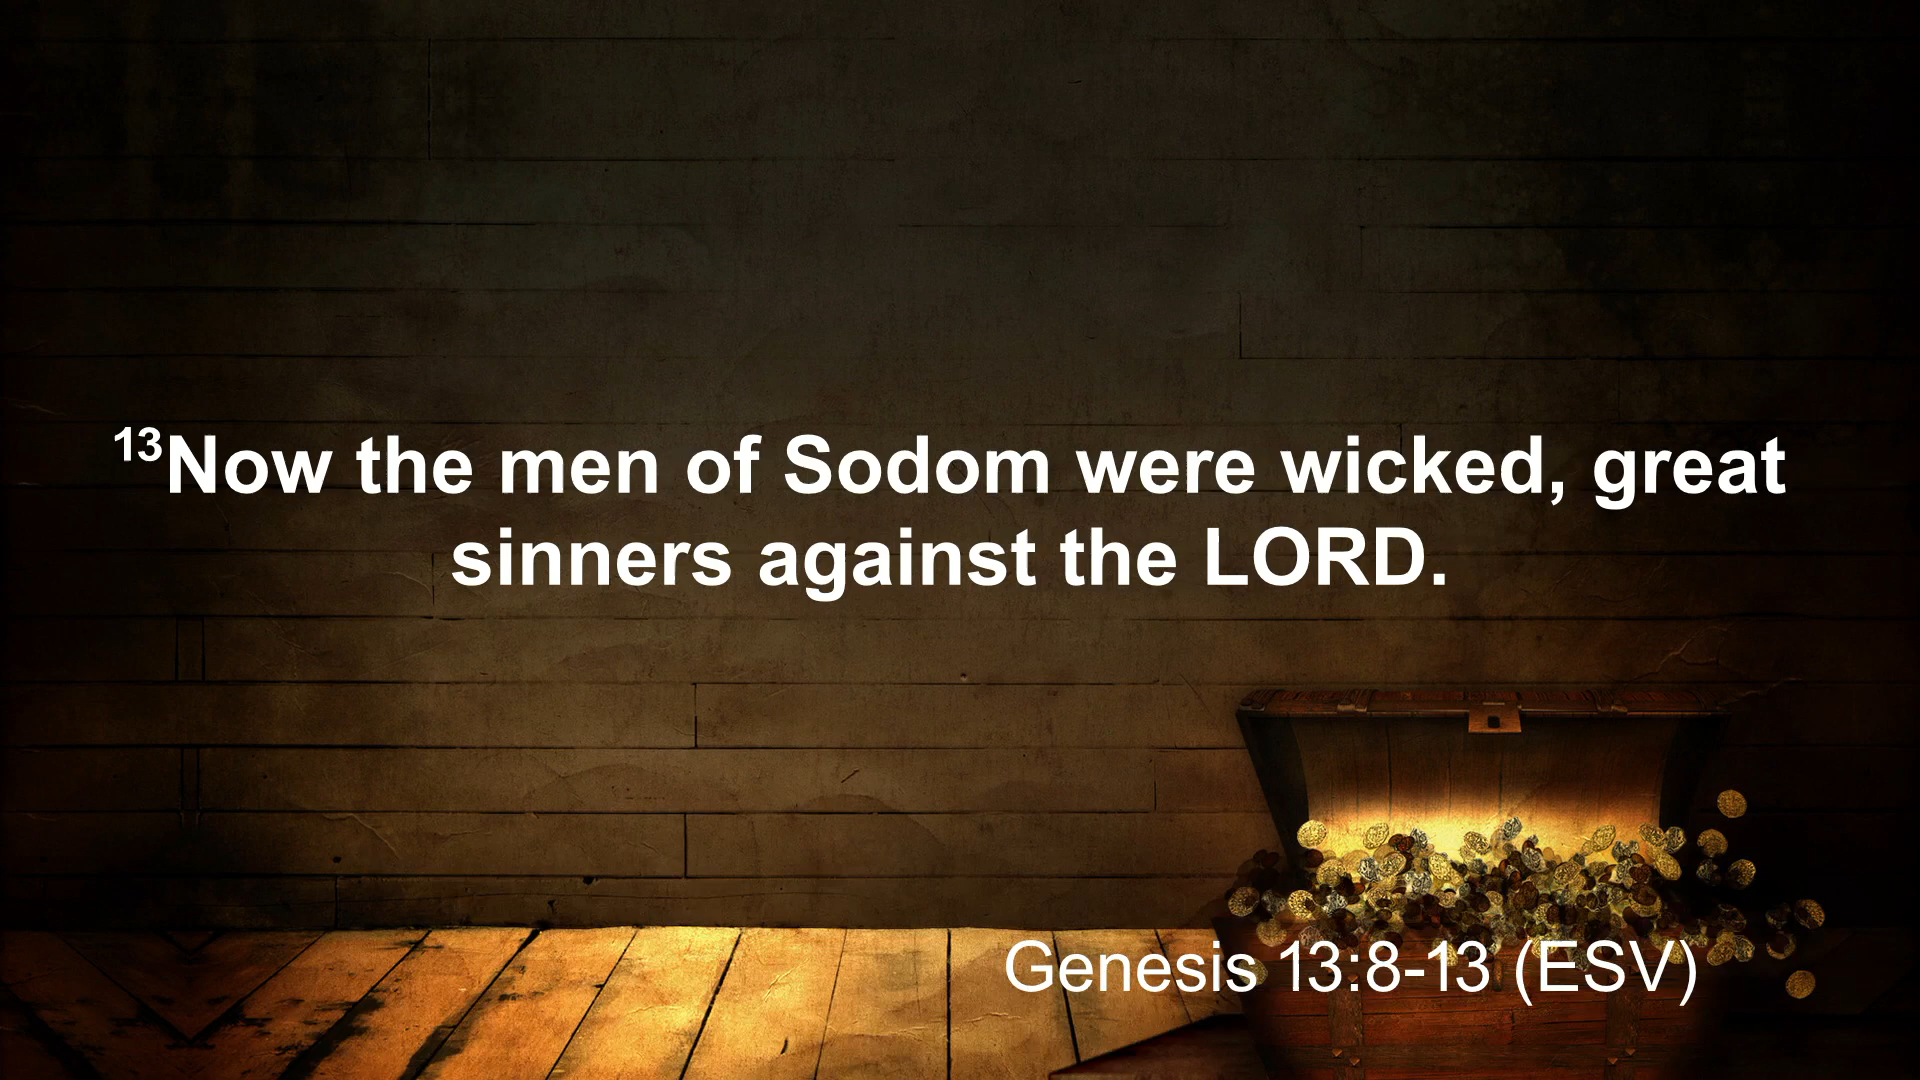 ¹³Now the men of Sodom were wicked, great
sinners against the LORD.
Genesis 13:8-13 (ESV)